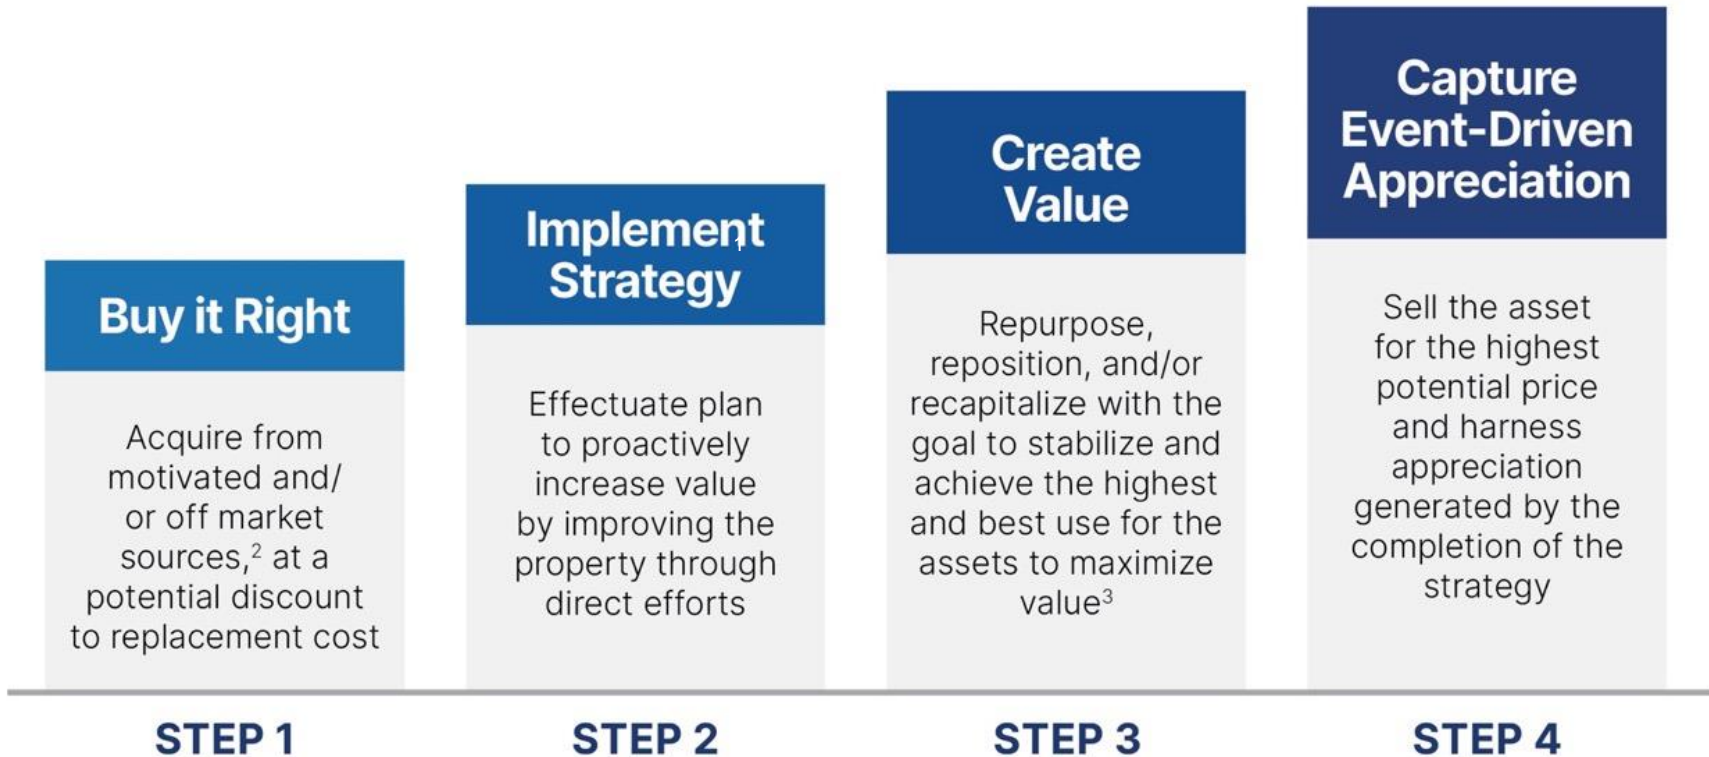 Buy it Right
Acquire from
motivated and/
or off market
sources,² at a
potential discount
to replacement cost
STEP 1
Implement
1
Strategy
Effectuate plan
to proactively
increase value
by improving the
property through
direct efforts
STEP 2
Create
Value
Repurpose,
reposition, and/or
recapitalize with the
goal to stabilize and
achieve the highest
and best use for the
assets to maximize
value³
STEP 3
Capture
Event-Driven
Appreciation
Sell the asset
for the highest
potential price
and harness
appreciation
generated by the
completion of the
strategy
STEP 4